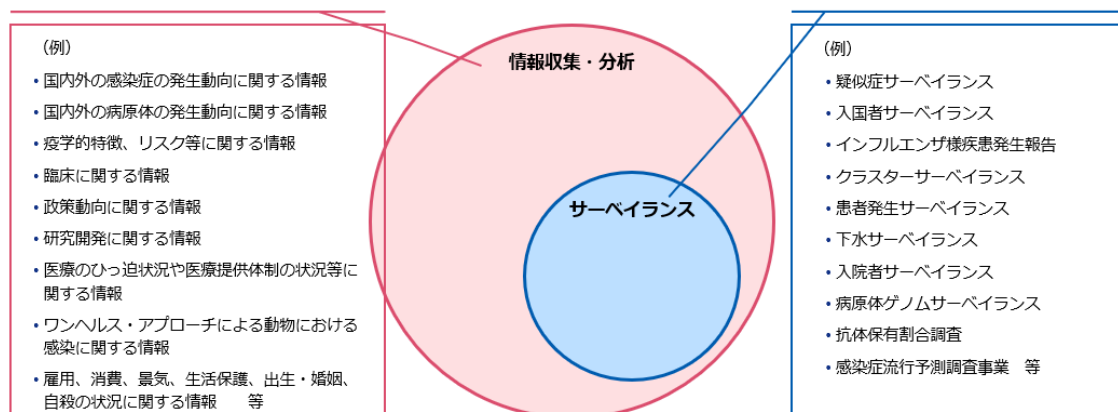 （例）
• 国内外の感染症の発生動向に関する情報
• 国内外の病原体の発生動向に関する情報
• 疫学的特徴、リスク等に関する情報
• 臨床に関する情報
• 政策動向に関する情報
• 研究開発に関する情報
• 医療のひっ迫状況や医療提供体制の状況等に
関する情報
• ワンヘルス・アプローチによる動物における
感染に関する情報
• 雇用、消費、景気、生活保護、出生・婚姻、
自殺の状況に関する情報　等
情報収集・分析
サーベイランス
（例）
• 疑似症サーベイランス
• 入国者サーベイランス
• インフルエンザ様疾患発生報告
• クラスターサーベイランス
• 患者発生サーベイランス
• 下水サーベイランス
• 入院者サーベイランス
• 病原体ゲノムサーベイランス
• 抗体保有割合調査
• 感染症流行予測調査事業　等